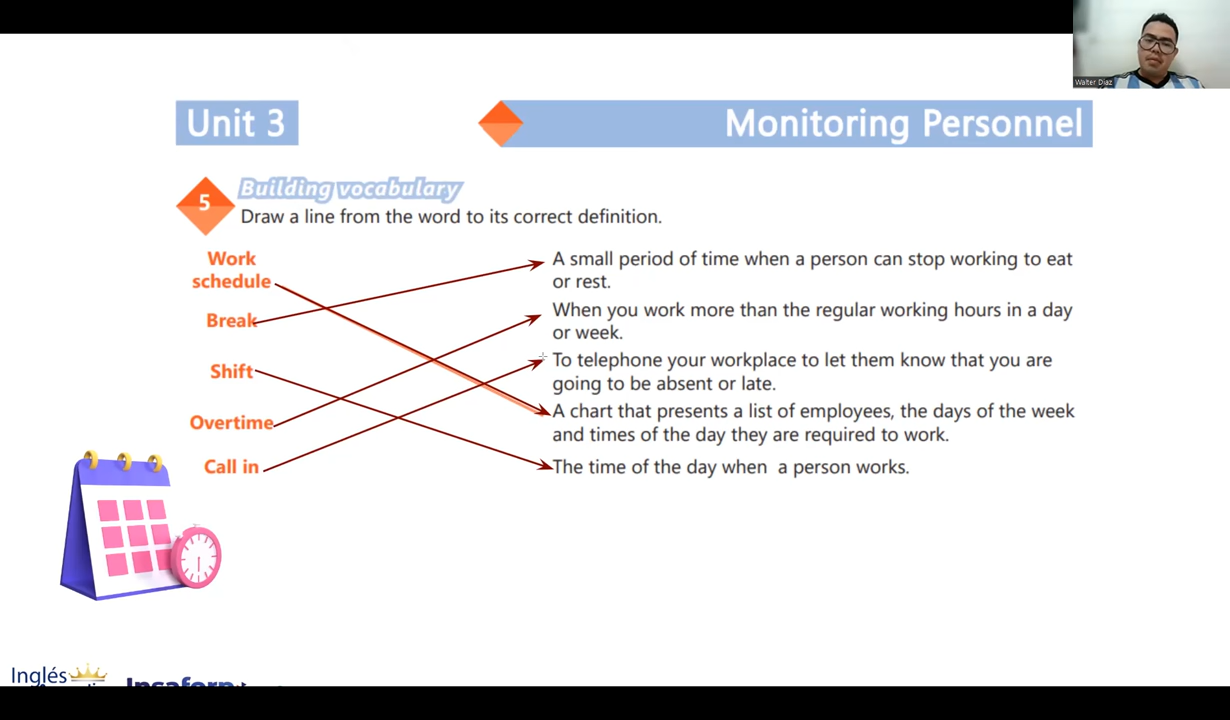 Walter Diaz
Unit 3
Monitoring Personnel
5
Building vocabulary
Draw a line from the word to its correct definition.
Work
schedule
Break
Shift
Overtime
Call in
A small period of time when a person can stop working to eat
or rest.
When you work more than the regular working hours in a day
or week.
To telephone your workplace to let them know that you are
going to be absent or late.
A chart that presents a list of employees, the days of the week
and times of the day they are required to work.
The time of the day when a person works.
Inglés
Insaforp